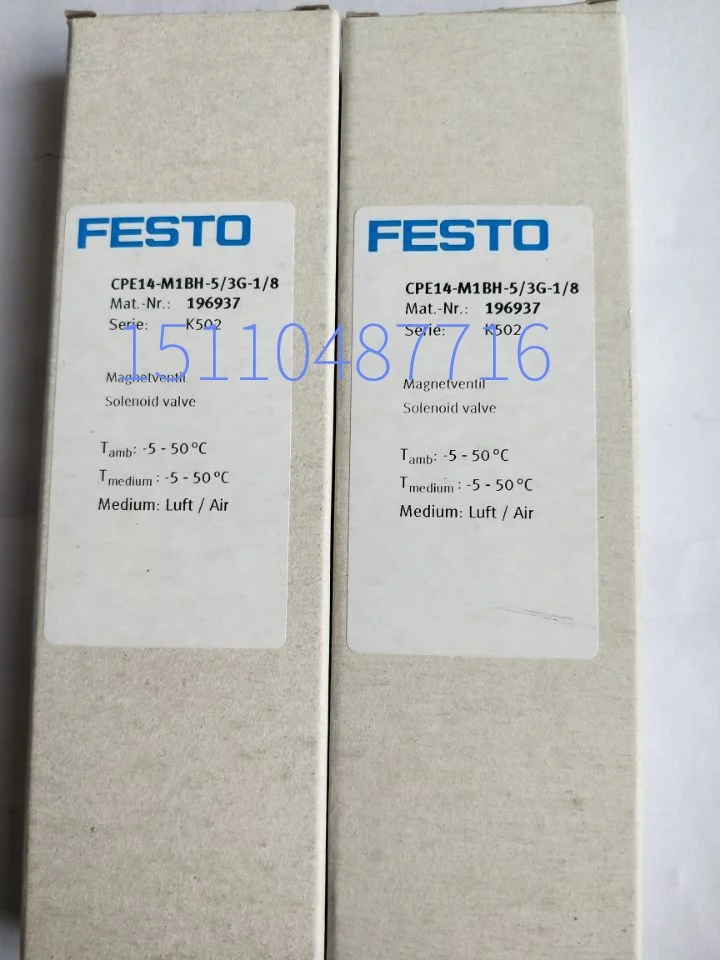 FESTO
CPE14-M1BH-5/3G-1/8
Mat.-Nr.: 196937
Serie: K502
Magnetventil
Solenoid valve
Tamb: -5 - 50°C
Tmedium : -5 - 50°C
Medium: Luft / Air
FESTO
CPE14-M1BH-5/3G-1/8
Mat.-Nr.: 196937
Serie: K502
Magnetventil
Solenoid valve
Tamb: -5 - 50°C
Tmedium : -5 - 50°C
Medium: Luft / Air
15110487716